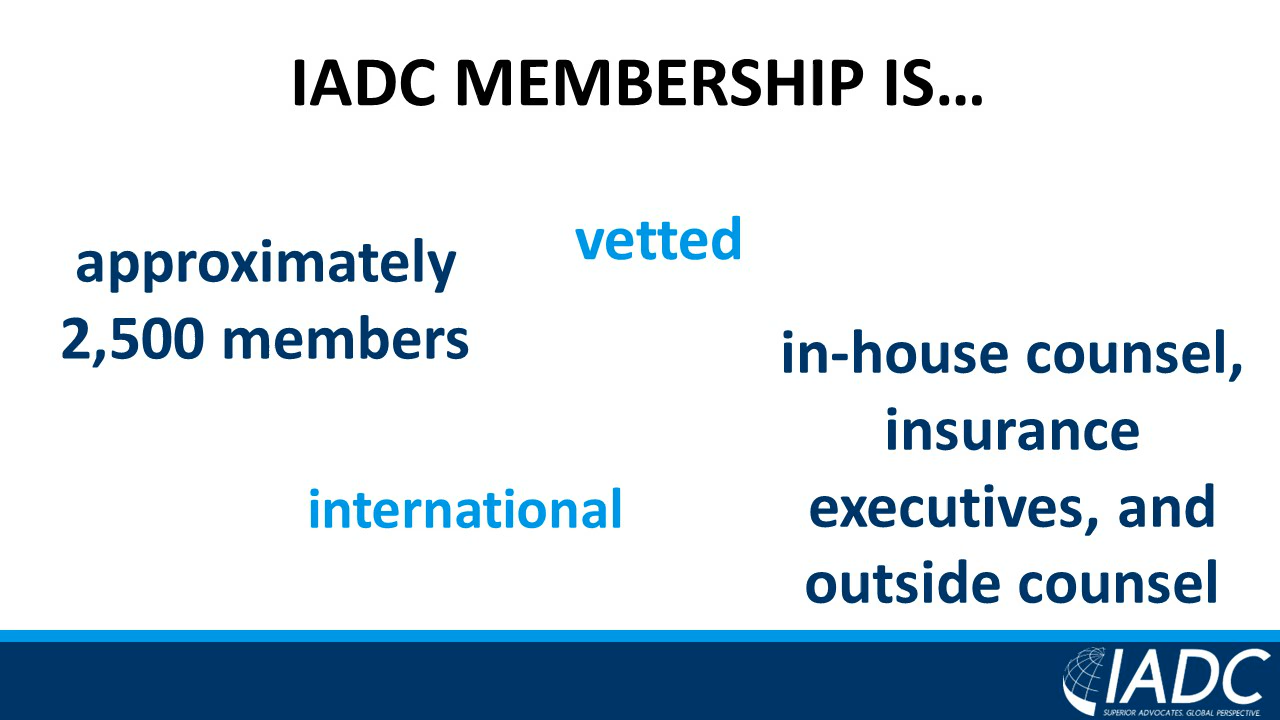 IADC MEMBERSHIP IS…
approximately
2,500 members
vetted
in-house counsel,
insurance
executives, and
outside counsel
international
IADC
SUPERIOR ADVOCATES. GLOBAL PERSPECTIVE.